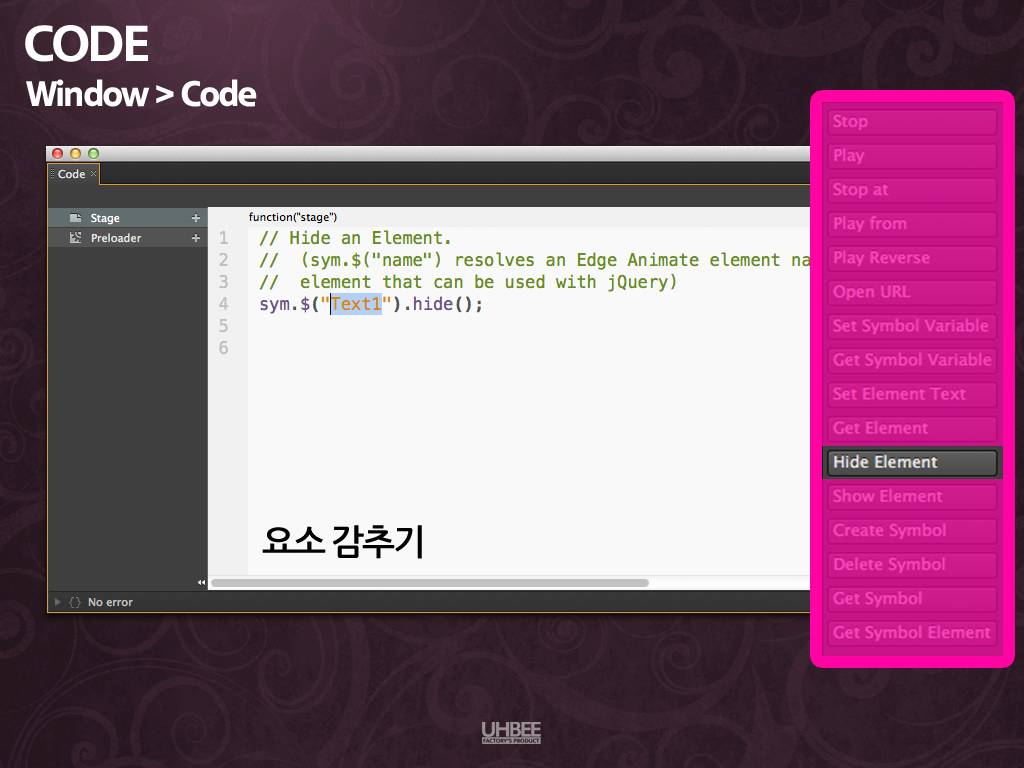 CODE
Window > Code
Code
Stage
Preloader
function("stage")
1 // Hide an Element.
2 // (sym.$("name") resolves an Edge Animate element
3 // element that can be used with jQuery)
4 sym.$("Text1").hide();
5
6
요소 감추기
No error
Stop
Play
Stop at
Play from
Play Reverse
Open URL
Set Symbol Variable
Get Symbol Variable
Set Element Text
Get Element
Hide Element
Show Element
Create Symbol
Delete Symbol
Get Symbol
Get Symbol Element
UHBEE
FACTORY'S PRODUCT